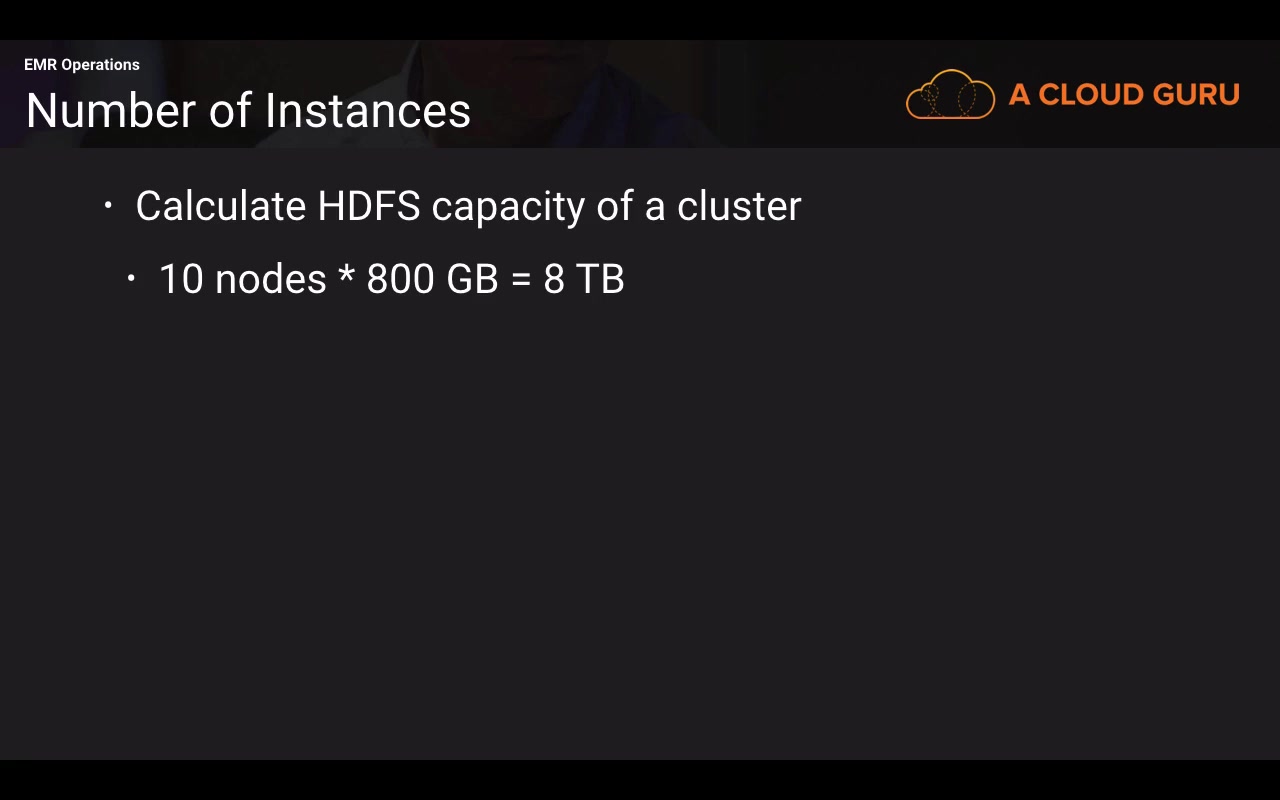 EMR Operations
Number of Instances
A CLOUD GURU
• Calculate HDFS capacity of a cluster
• 10 nodes * 800 GB = 8 TB